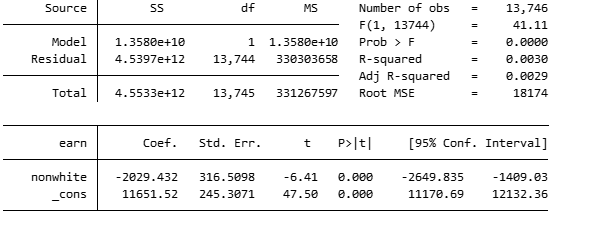 Source | SS df MS Number of obs = 13,746
F(1, 13744) = 41.11
Model | 1.3580e+10 1 1.3580e+10 Prob > F = 0.0000
Residual | 4.5397e+12 13,744 330303658 R-squared = 0.0030
Adj R-squared = 0.0029
Total | 4.5533e+12 13,745 331267597 Root MSE = 18174
earn | Coef. Std. Err. t P>|t| [95% Conf. Interval]
nonwhite | -2029.432 316.5098 -6.41 0.000 -2649.835 -1409.03
_cons | 11651.52 245.3071 47.50 0.000 11170.69 12132.36